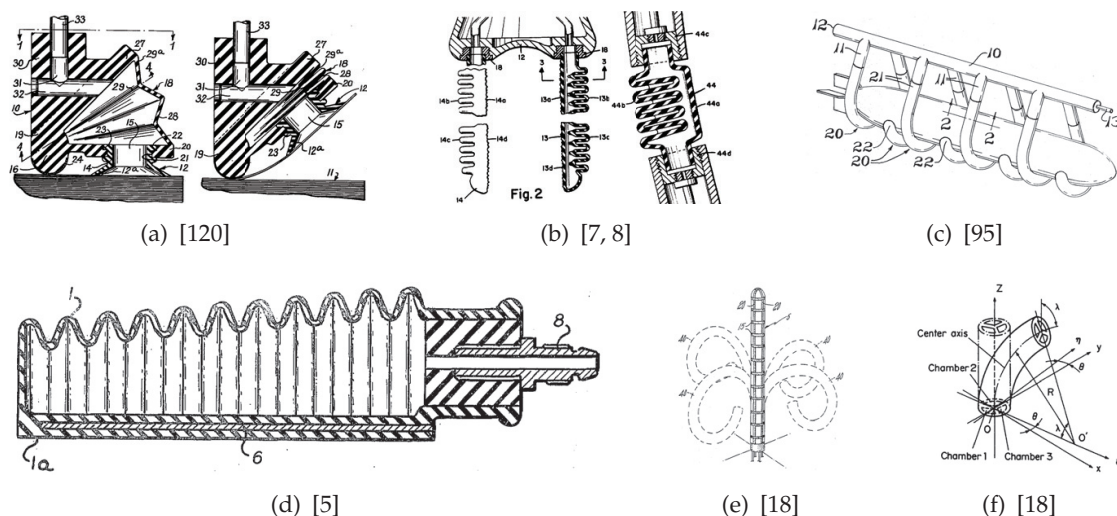 33
1
1
30
27
29ª
4
18
31
32
29
28
10
19
23
15
22
20
4
24
21
16
14
12ª
12
33
30
27
29ª
18
28
31
32
29
20
12
15
19
23
12ª
11
(a) [120]
12
18
18
3
3
14b
14a
13a
13b
14c
14d
13
13c
13d
14
Fig. 2
44c
44
44b
44a
44d
(b) [7, 8]
12
11
10
21
11
2
2
13
20
22
20
22
(c) [95]
1
8
1a
6
(d) [5]
(e) [18]
Z
λ
Center axis
η
y
Chamber 2
θ
R
O
θ
λ
O'
Chamber 1
Chamber 3
x
(f) [18]